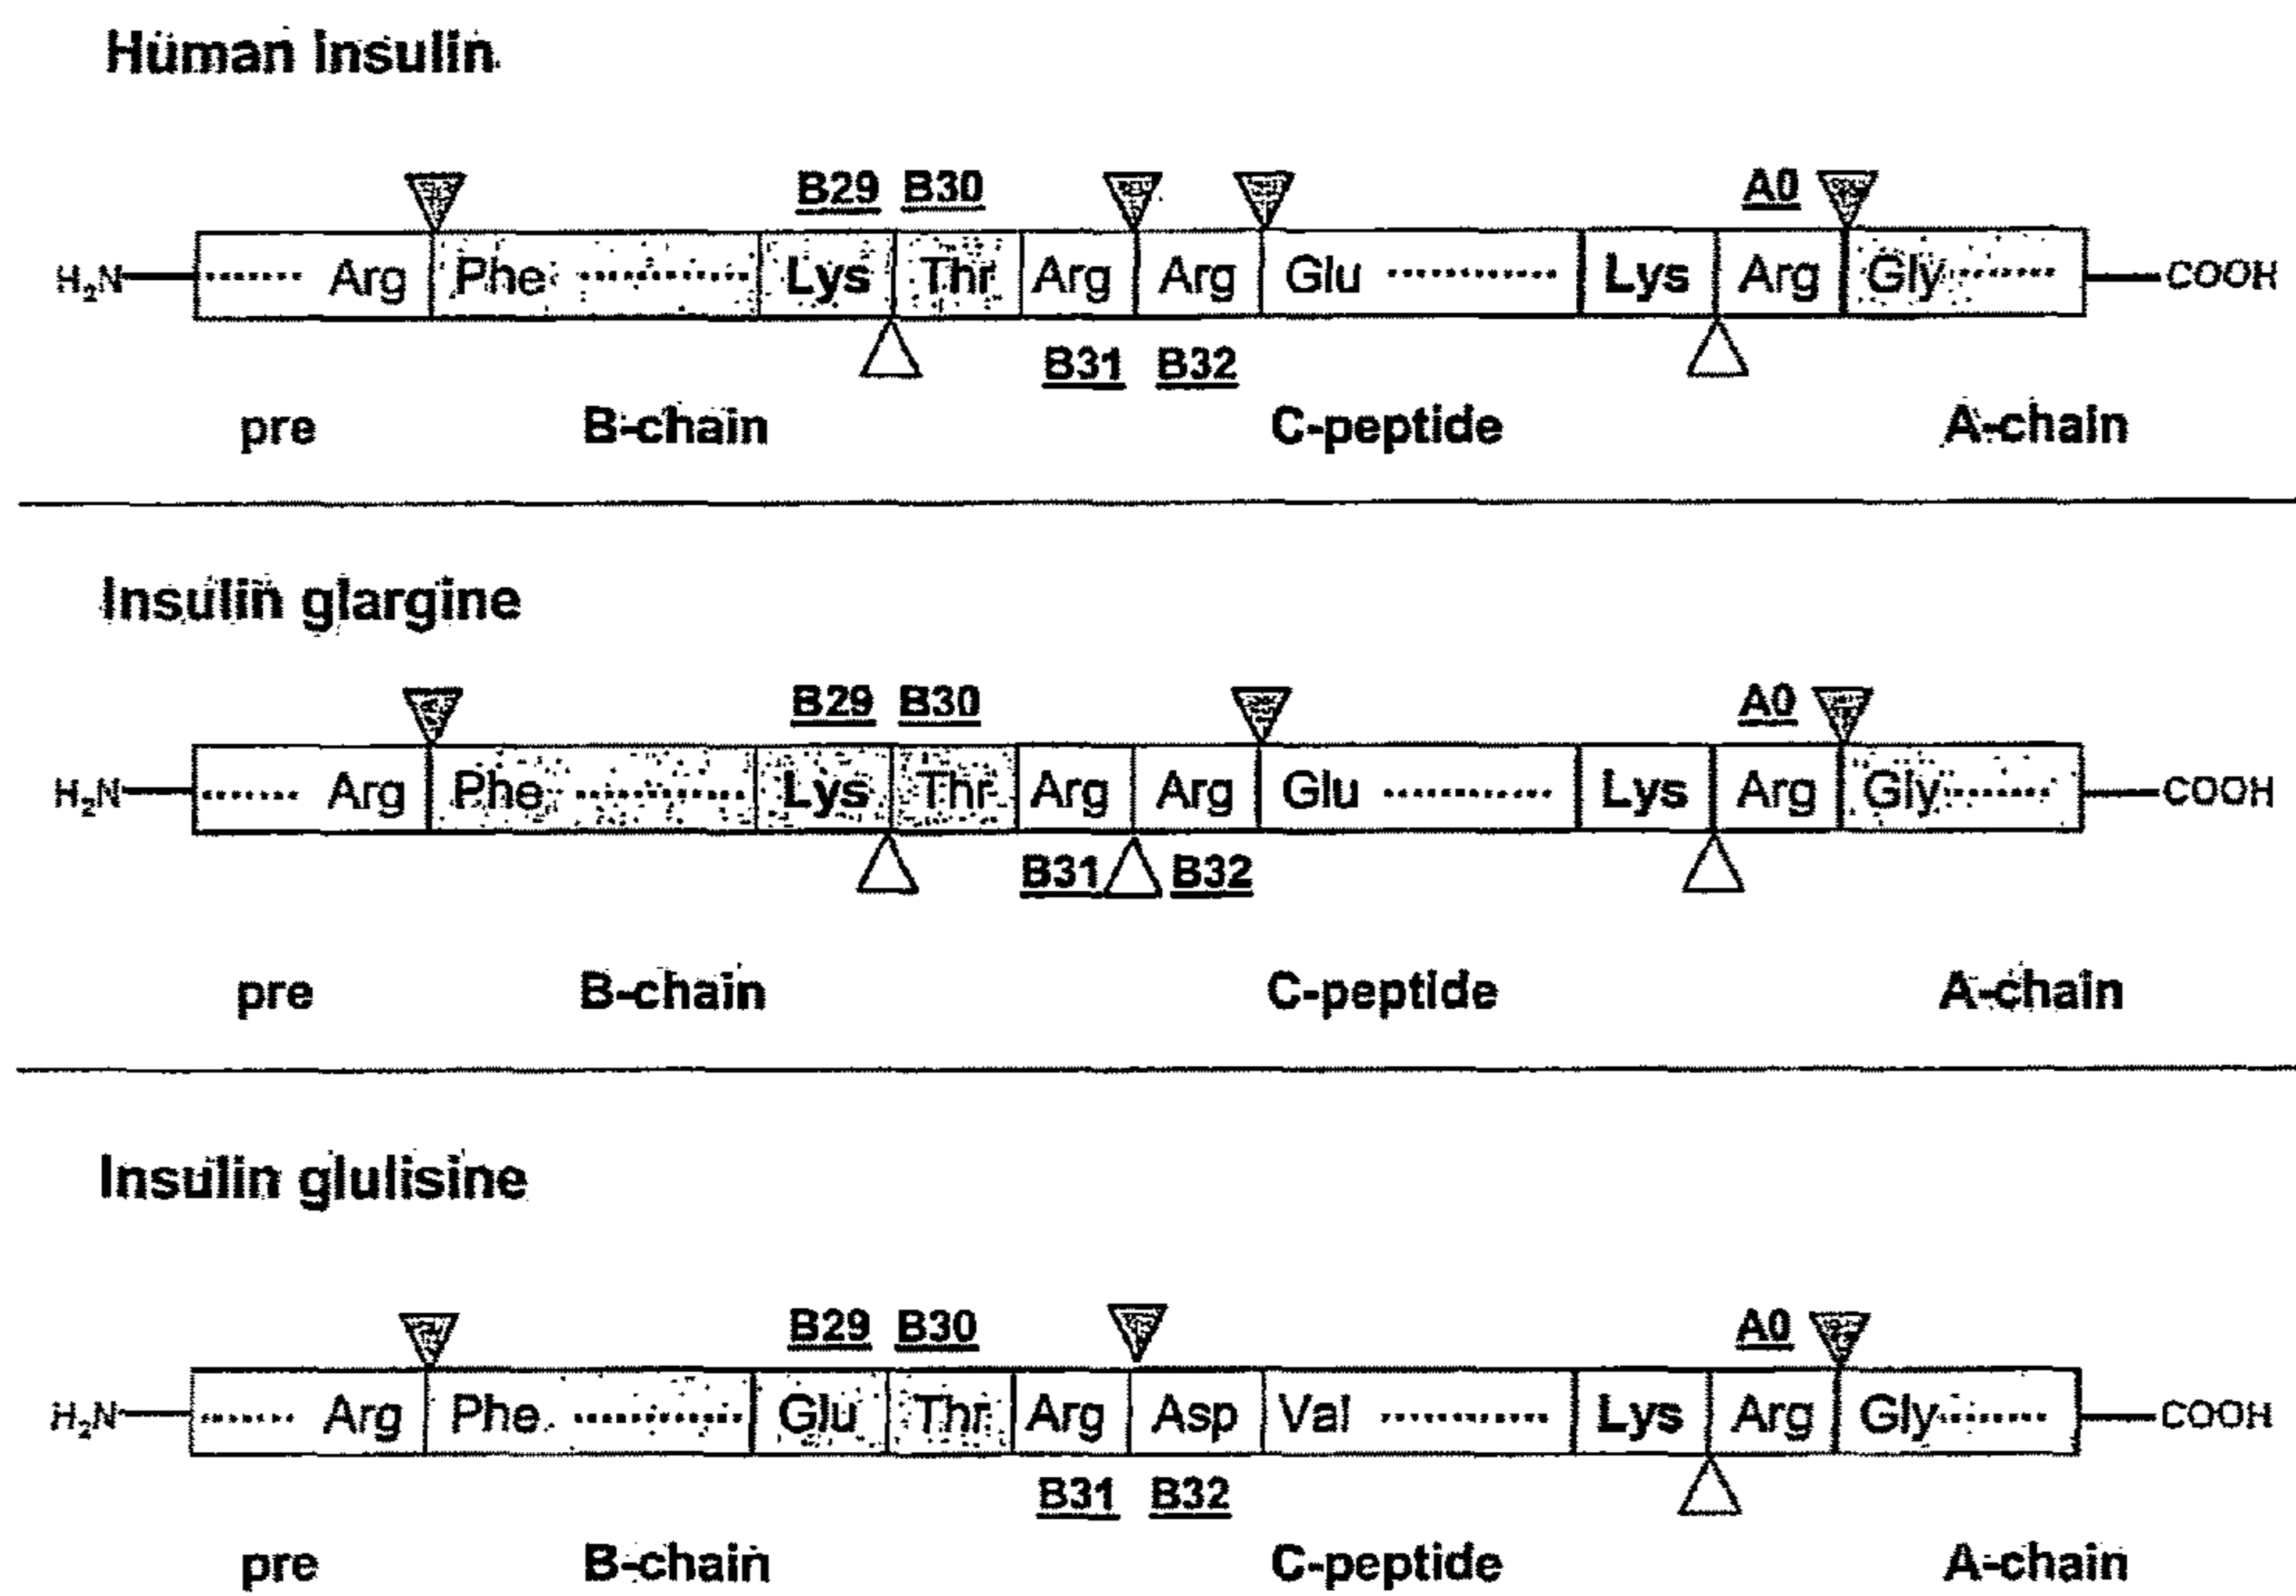 Human Insulin
B29 B30 A0
H₂N Arg Phe Lys Thr Arg Arg Glu Lys Arg Gly COOH
B31 B32
pre B-chain C-peptide A-chain
Insulin glargine
B29 B30 A0
H₂N Arg Phe Lys Thr Arg Arg Glu Lys Arg Gly COOH
B31 B32
pre B-chain C-peptide A-chain
Insulin glulisine
B29 B30 A0
H₂N Arg Phe Glu Thr Arg Asp Val Lys Arg Gly COOH
B31 B32
pre B-chain C-peptide A-chain